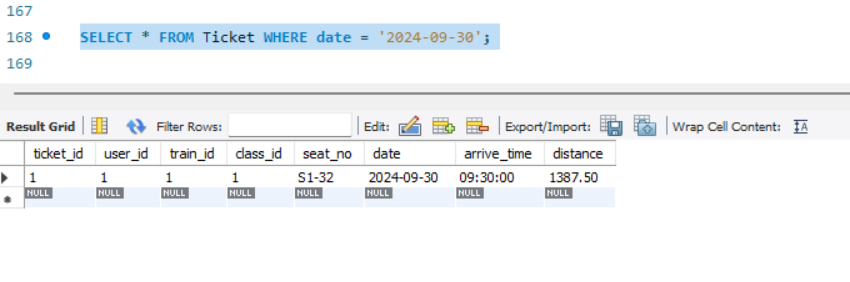 167
168 SELECT * FROM Ticket WHERE date = '2024-09-30';
169
Result Grid Filter Rows: Edit: Export/Import: Wrap Cell Content: IA
ticket_id user_id train_id class_id seat_no date arrive_time distance
1 1 1 1 S1-32 2024-09-30 09:30:00 1387.50
NULL NULL NULL NULL NULL NULL NULL NULL